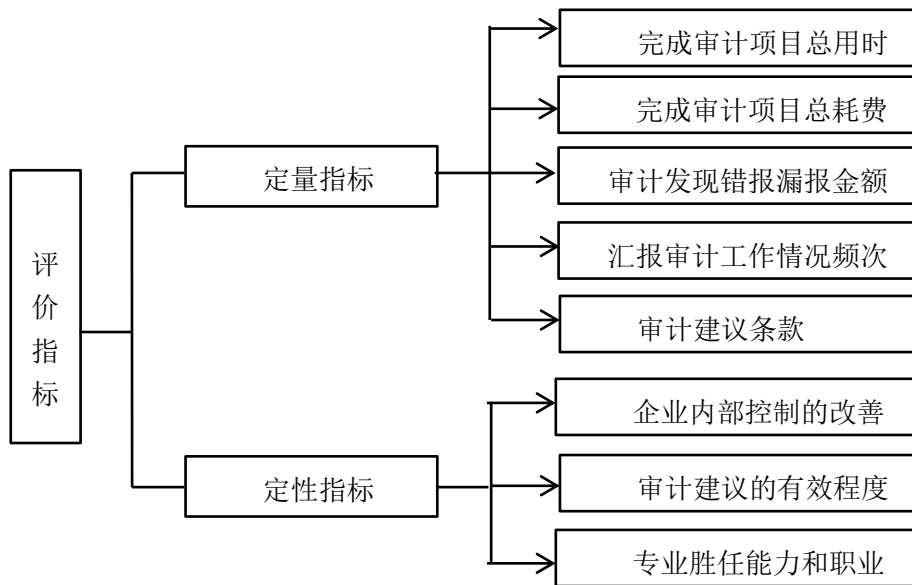 完成审计项目总用时
完成审计项目总耗费
定量指标
审计发现错报漏报金额
评价指标
汇报审计工作情况频次
审计建议条款
企业内部控制的改善
定性指标
审计建议的有效程度
专业胜任能力和职业